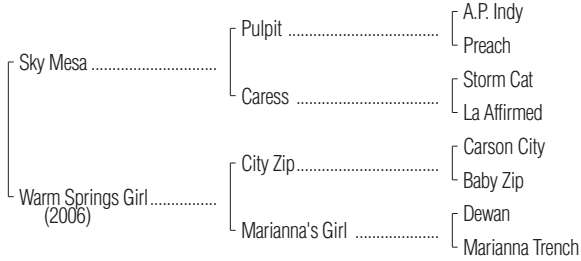 A.P. Indy
Pulpit
Preach
Sky Mesa
Storm Cat
Caress
La Affirmed
Carson City
City Zip
Baby Zip
Warm Springs Girl
(2006)
Dewan
Marianna's Girl
Marianna Trench